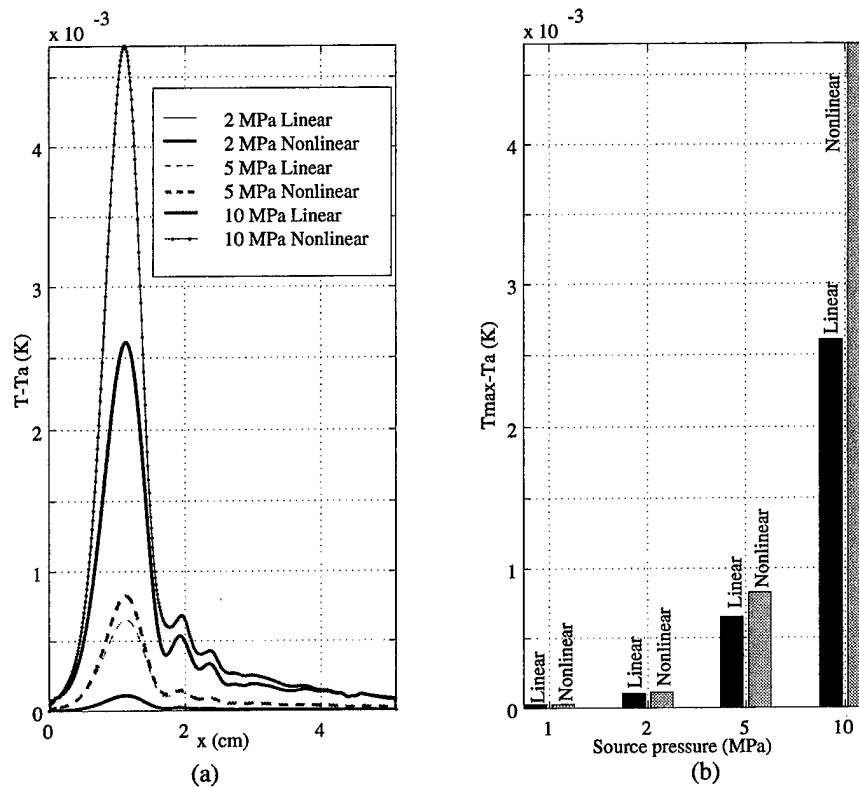 x 10 -3
4
3
2
1
0
T-Ta (K)
2 MPa Linear
2 MPa Nonlinear
5 MPa Linear
5 MPa Nonlinear
10 MPa Linear
10 MPa Nonlinear
0 2 4
x (cm)
(a)
x 10 -3
4
3
2
1
0
Tmax-Ta (K)
Linear
Nonlinear
Linear
Nonlinear
Linear
Nonlinear
Linear
Nonlinear
1 2 5 10
Source pressure (MPa)
(b)